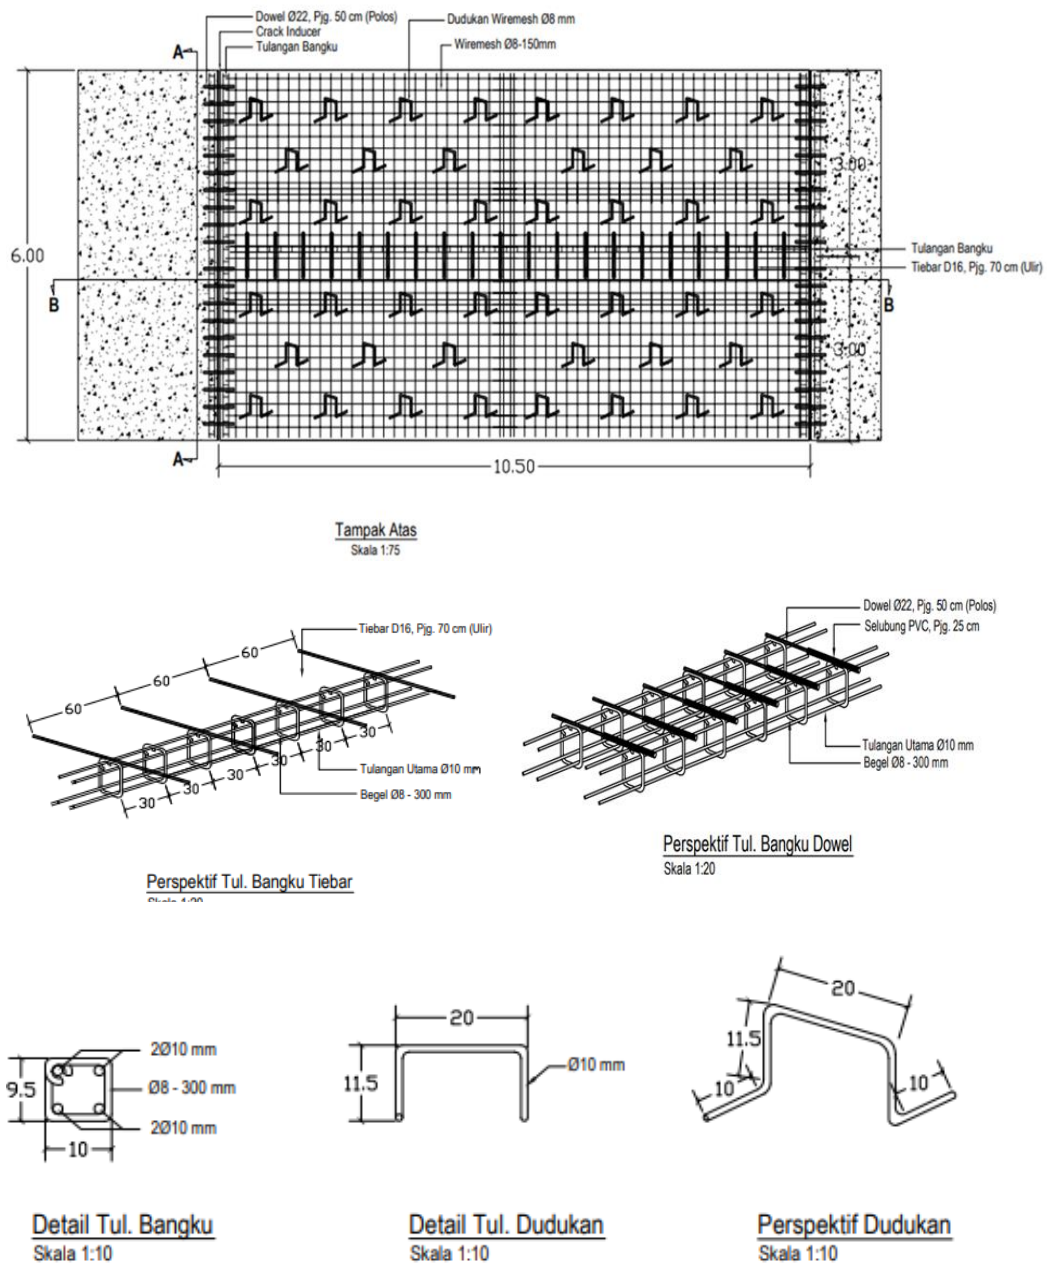 Dowel Ø22, Pjg. 50 cm (Polos)
Crack Inducer
Tulangan Bangku
Dudukan Wiremesh Ø8 mm
Wiremesh Ø8-150mm
A
3.00
6.00
Tulangan Bangku
Tiebar D16, Pjg. 70 cm (Ulir)
B
B
3.00
A
10.50
Tampak Atas
Skala 1:75
Tiebar D16, Pjg. 70 cm (Ulir)
60
60
60
30
30
30
30
30
30
Tulangan Utama Ø10 mm
Begel Ø8 - 300 mm
Perspektif Tul. Bangku Tiebar
Skala 1:20
Dowel Ø22, Pjg. 50 cm (Polos)
Selubung PVC, Pjg. 25 cm
Tulangan Utama Ø10 mm
Begel Ø8 - 300 mm
Perspektif Tul. Bangku Dowel
Skala 1:20
2Ø10 mm
9.5
Ø8 - 300 mm
2Ø10 mm
10
Detail Tul. Bangku
Skala 1:10
20
11.5
Ø10 mm
Detail Tul. Dudukan
Skala 1:10
20
11.5
10
10
Perspektif Dudukan
Skala 1:10